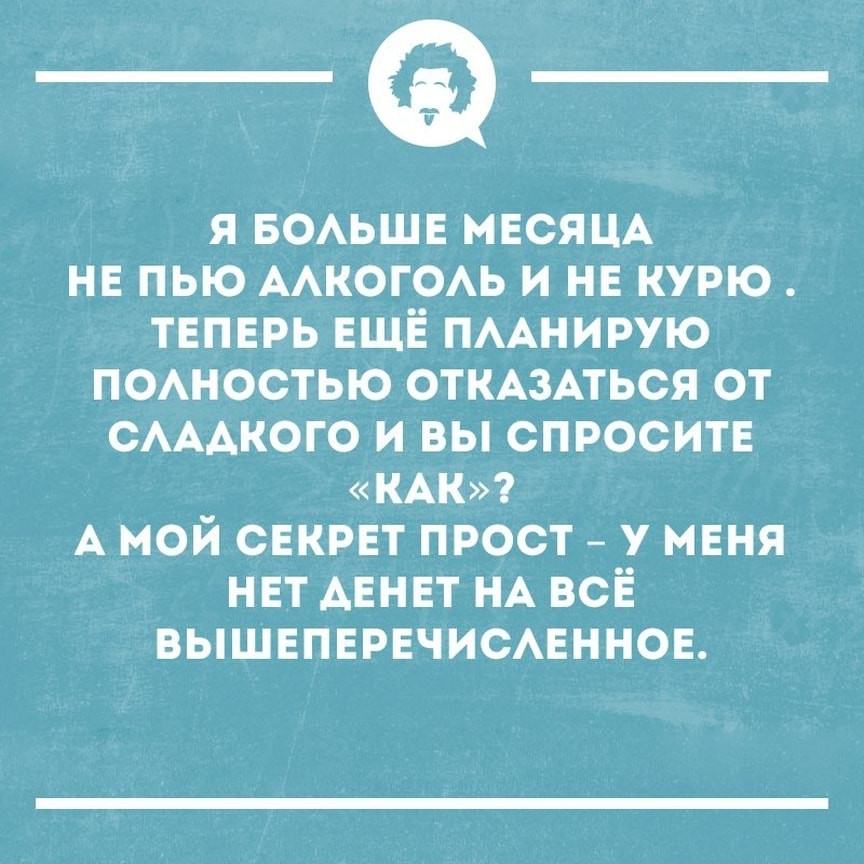 Я БОЛЬШЕ МЕСЯЦА
НЕ ПЬЮ АЛКОГОЛЬ И НЕ КУРЮ .
ТЕПЕРЬ ЕЩЁ ПЛАНИРУЮ
ПОЛНОСТЬЮ ОТКАЗАТЬСЯ ОТ
СЛАДКОГО И ВЫ СПРОСИТЕ
«КАК»?
А МОЙ СЕКРЕТ ПРОСТ – У МЕНЯ
НЕТ ДЕНЕТ НА ВСЁ
ВЫШЕПЕРЕЧИСЛЕННОЕ.